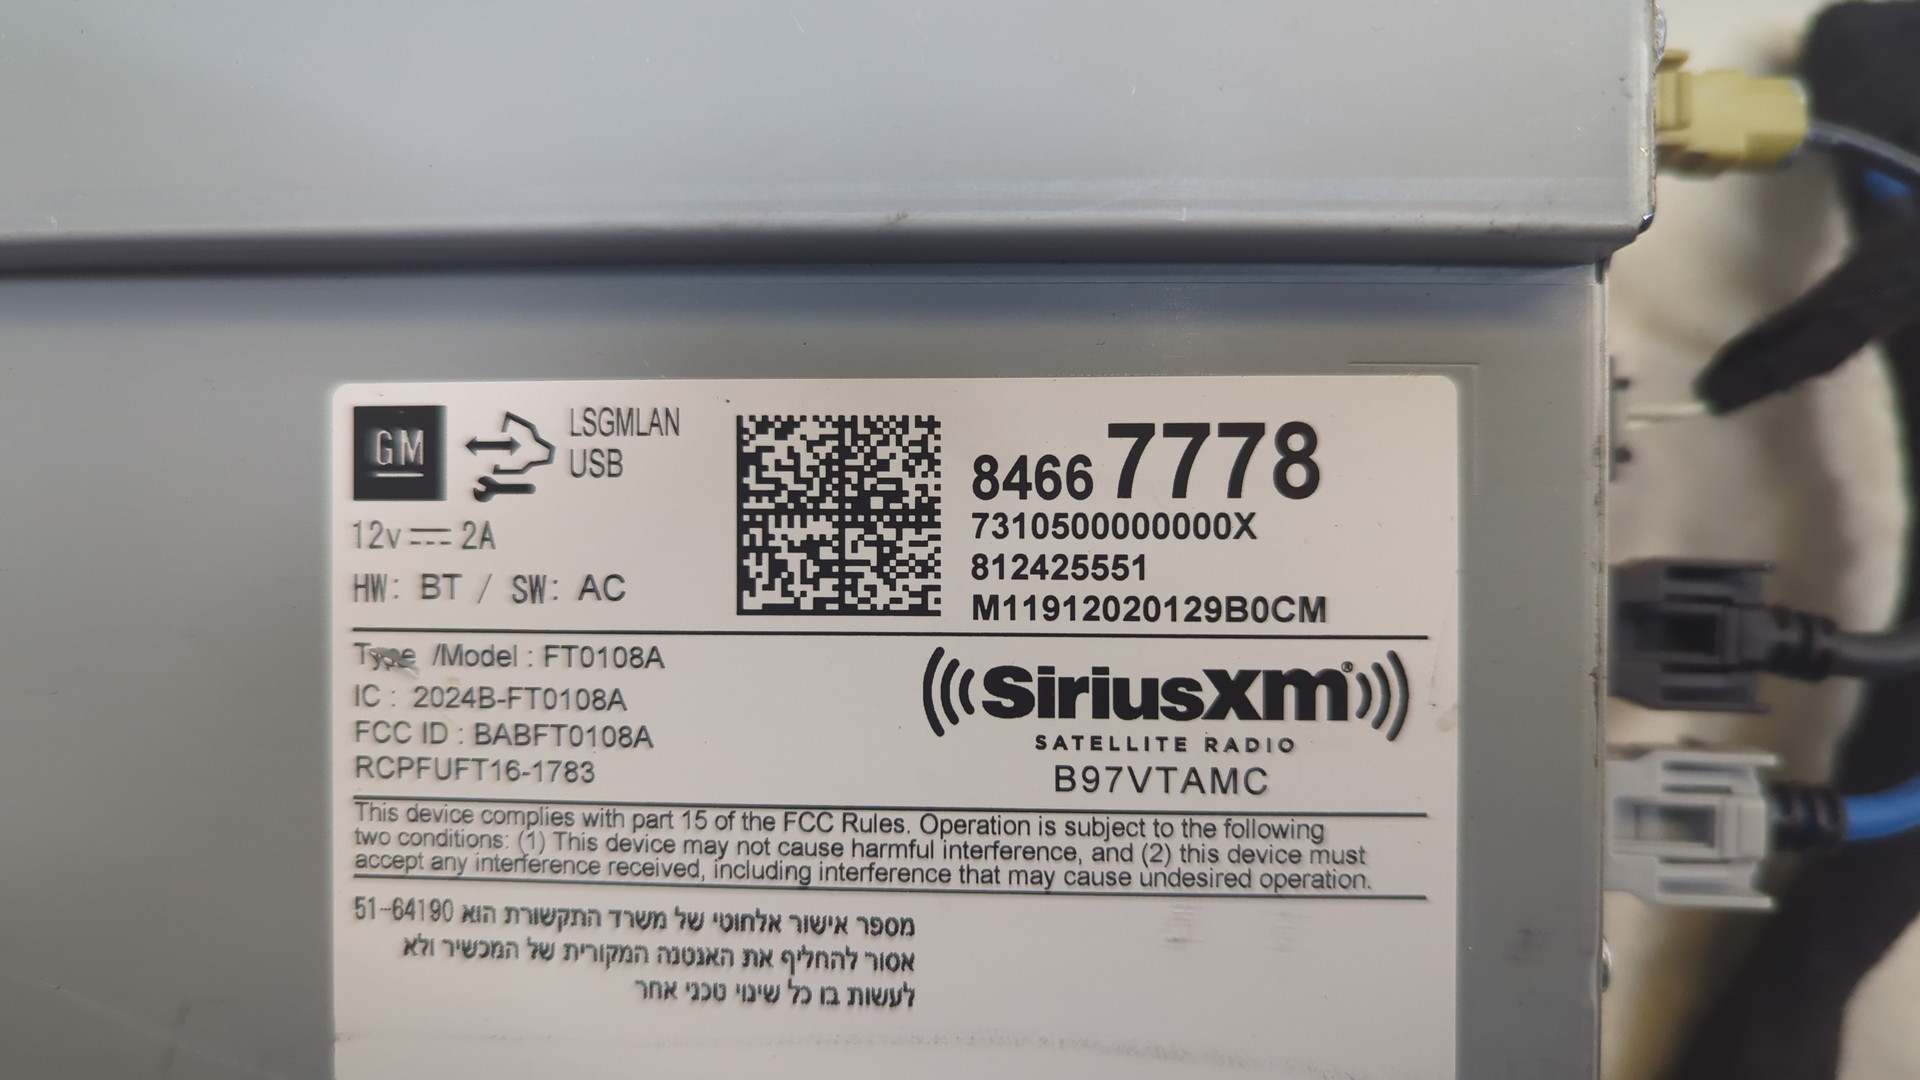 GM
LSGMLAN
USB
12v 2A
HW: BT / SW: AC
84667778
7310500000000X
812425551
M11912020129B0CM
Type /Model : FT0108A
IC : 2024B-FT0108A
FCC ID : BABFT0108A
RCPFUFT16-1783
SiriusXm®
SATELLITE RADIO
B97VTAMC
This device complies with part 15 of the FCC Rules. Operation is subject to the following
two conditions: (1) This device may not cause harmful interference, and (2) this device must
accept any interference received, including interference that may cause undesired operation.
מספר אישור אלחוטי של משרד התקשורת הוא 51-64190
אסור להחליף את האנטנה המקורית של המכשיר ולא
לעשות בו כל שינוי טכני אחר